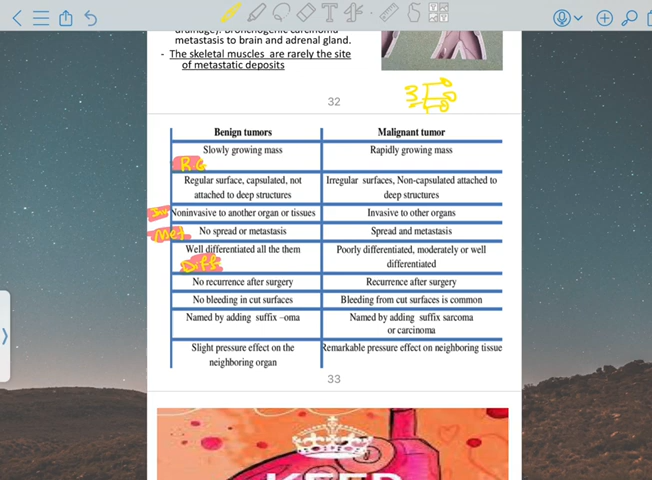 drainage). Bronchogenic carcinoma
metastasis to brain and adrenal gland.
- The skeletal muscles are rarely the site
of metastatic deposits
32
3
Benign tumors Malignant tumor
Slowly growing mass Rapidly growing mass
R.G
Regular surface, capsulated, not Irregular surfaces, Non-capsulated attached to
attached to deep structures deep structures
Inv Noninvasive to another organ or tissues Invasive to other organs
Met No spread or metastasis Spread and metastasis
Well differentiated all the them Poorly differentiated, moderately or well
Diff differentiated
No recurrence after surgery Recurrence after surgery
No bleeding in cut surfaces Bleeding from cut surfaces is common
Named by adding suffix –oma Named by adding suffix sarcoma
or carcinoma
Slight pressure effect on the Remarkable pressure effect on neighboring tissue
neighboring organ
33
KEEP